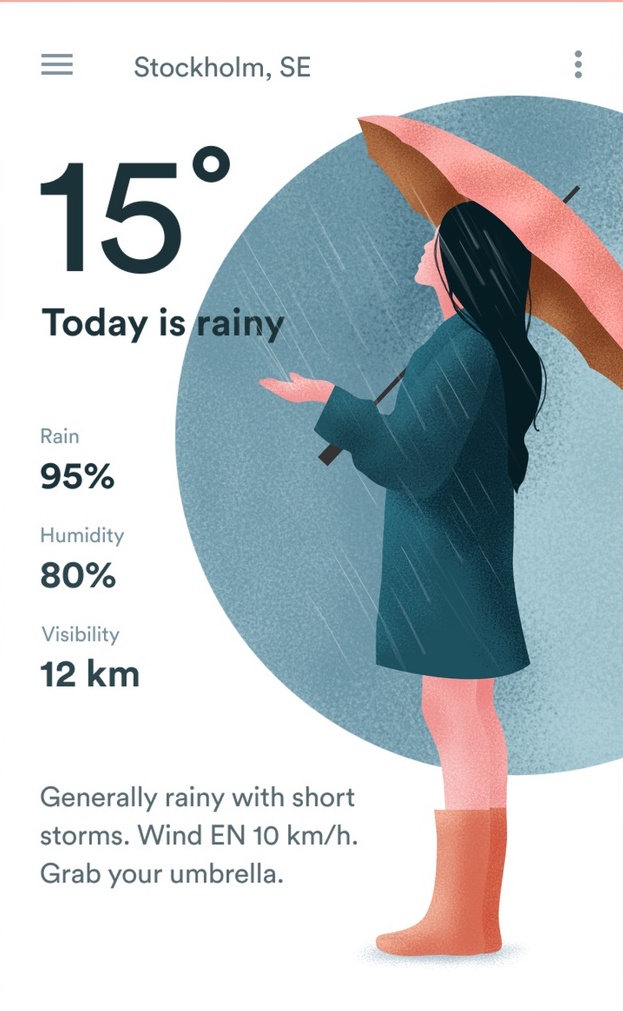 Stockholm, SE
15°
Today is rainy
Rain
95%
Humidity
80%
Visibility
12 km
Generally rainy with short
storms. Wind EN 10 km/h.
Grab your umbrella.